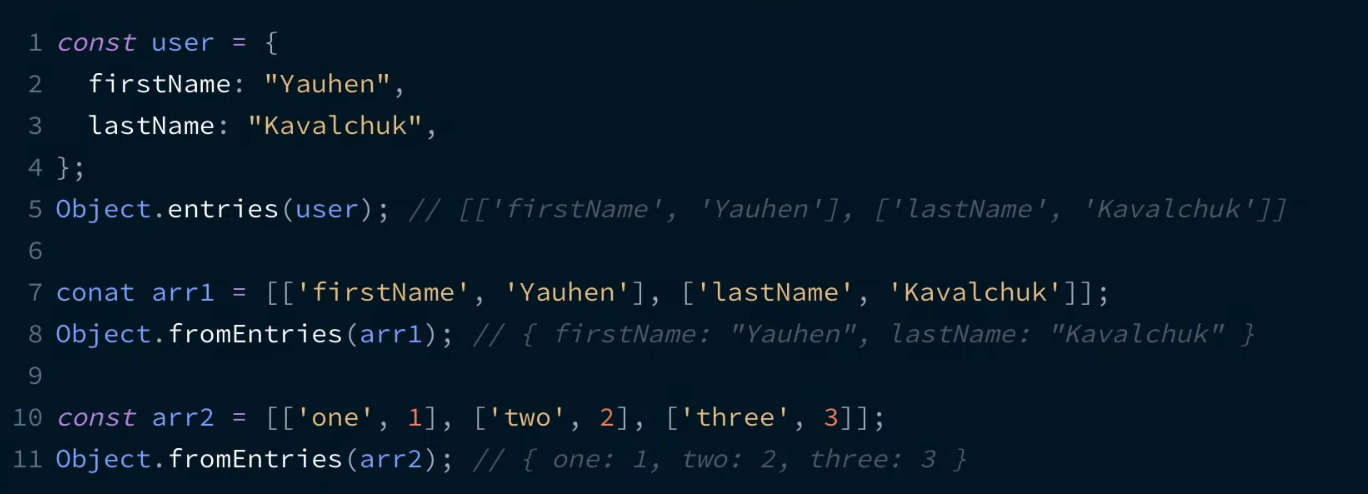 1 const user = {
2   firstName: "Yauhen",
3   lastName: "Kavalchuk",
4 };
5 Object.entries(user); // [['firstName', 'Yauhen'], ['lastName', 'Kavalchuk']]
6
7 conat arr1 = [['firstName', 'Yauhen'], ['lastName', 'Kavalchuk']];
8 Object.fromEntries(arr1); // { firstName: "Yauhen", lastName: "Kavalchuk" }
9
10 const arr2 = [['one', 1], ['two', 2], ['three', 3]];
11 Object.fromEntries(arr2); // { one: 1, two: 2, three: 3 }